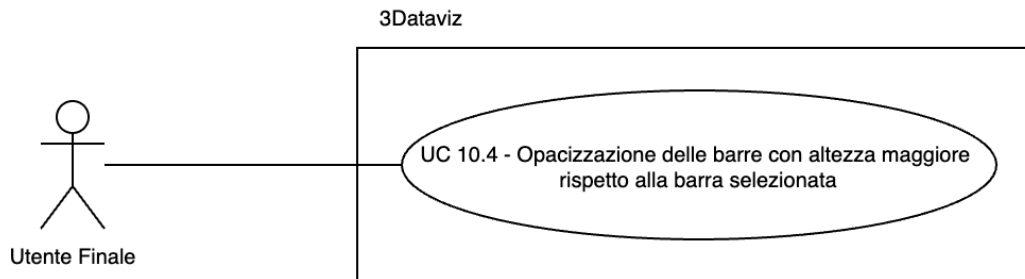 3Dataviz
UC 10.4 - Opacizzazione delle barre con altezza maggiore
rispetto alla barra selezionata
Utente Finale